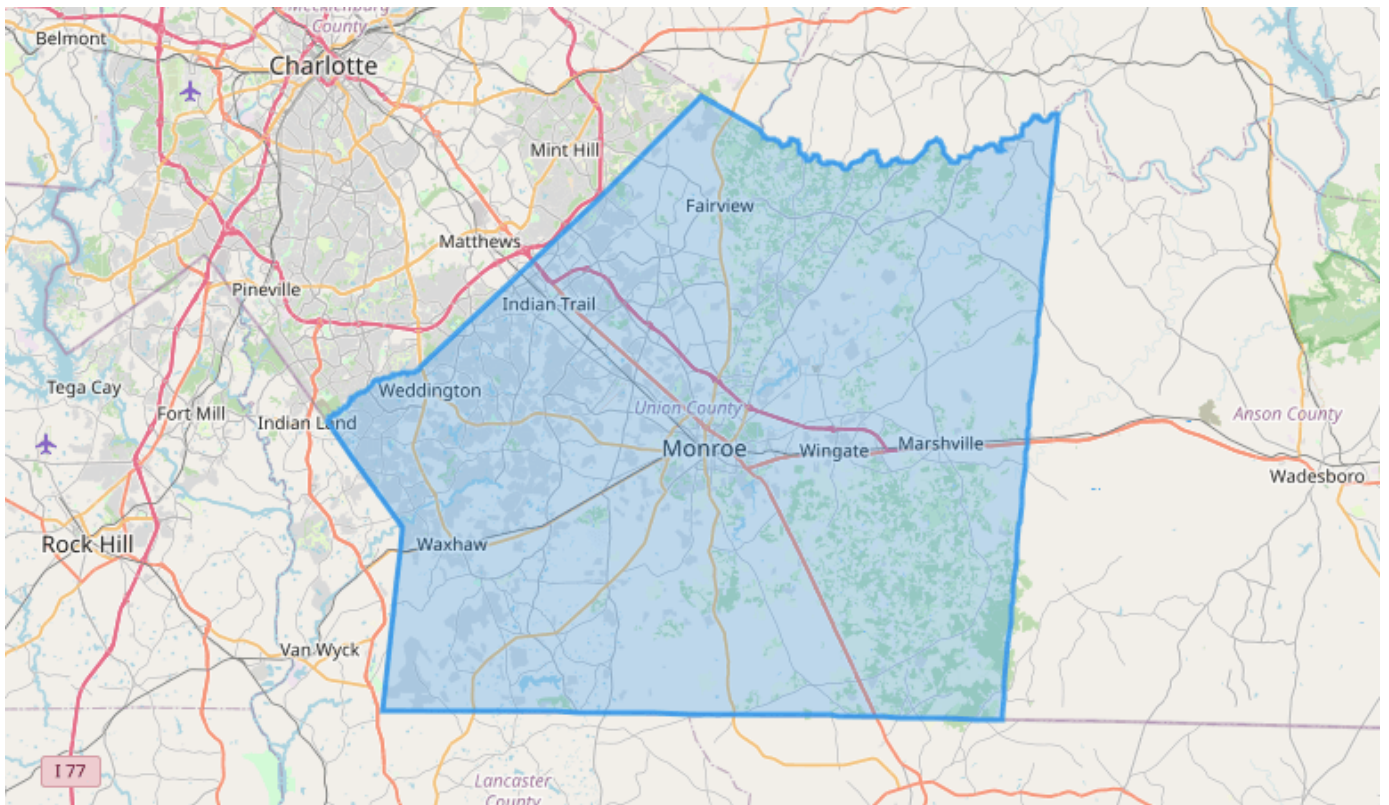 Mecklenburg
County
Belmont
Charlotte
Mint Hill
Fairview
Matthews
Pineville
Indian Trail
Tega Cay
Weddington
Fort Mill
Indian Land
Union County
Anson County
Monroe
Wingate
Marshville
Wadesboro
Rock Hill
Waxhaw
Van Wyck
I 77
Lancaster
County